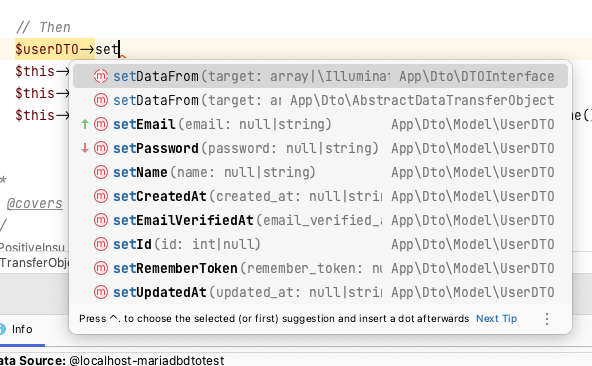 // Then
$userDTO->set
$this->
$this->
$this->
setDataFrom(target: array|\Illuminat App\Dto\DTOInterface
setDataFrom(target: ar App\Dto\AbstractDataTransferObject
setEmail(email: null|string) App\Dto\Model\UserDTO
setPassword(password: null|string) App\Dto\Model\UserDTO
setName(name: null|string) App\Dto\Model\UserDTO
setCreatedAt(created_at: null|strin App\Dto\Model\UserDTO
setEmailVerifiedAt(email_verified_a App\Dto\Model\UserDTO
setId(id: int|null) App\Dto\Model\UserDTO
setRememberToken(remember_token: nu App\Dto\Model\UserDTO
setUpdatedAt(updated_at: null|strin App\Dto\Model\UserDTO
Press ^. to choose the selected (or first) suggestion and insert a dot afterwards Next Tip
me()
*
@covers
/
PositiveInsu
TransferObje
Info
ata Source: @localhost-mariadbdtotest